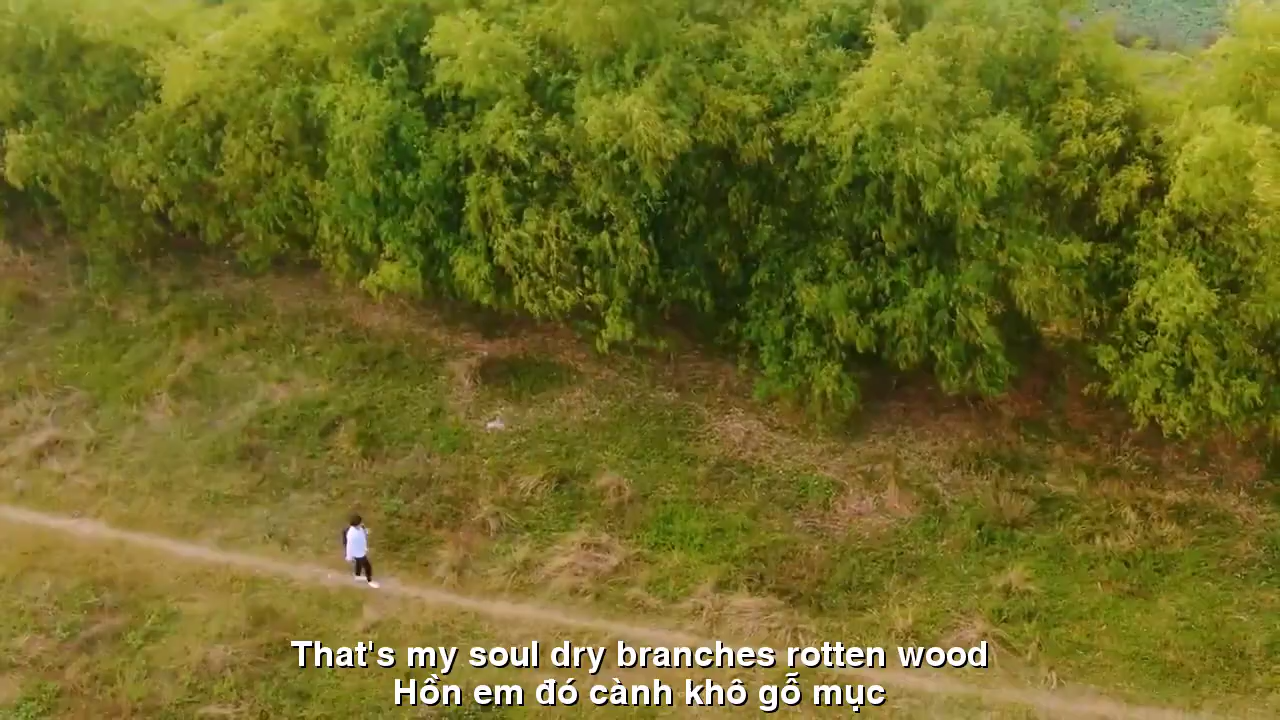 That's my soul dry branches rotten wood
Hồn em đó cành khô gỗ mục